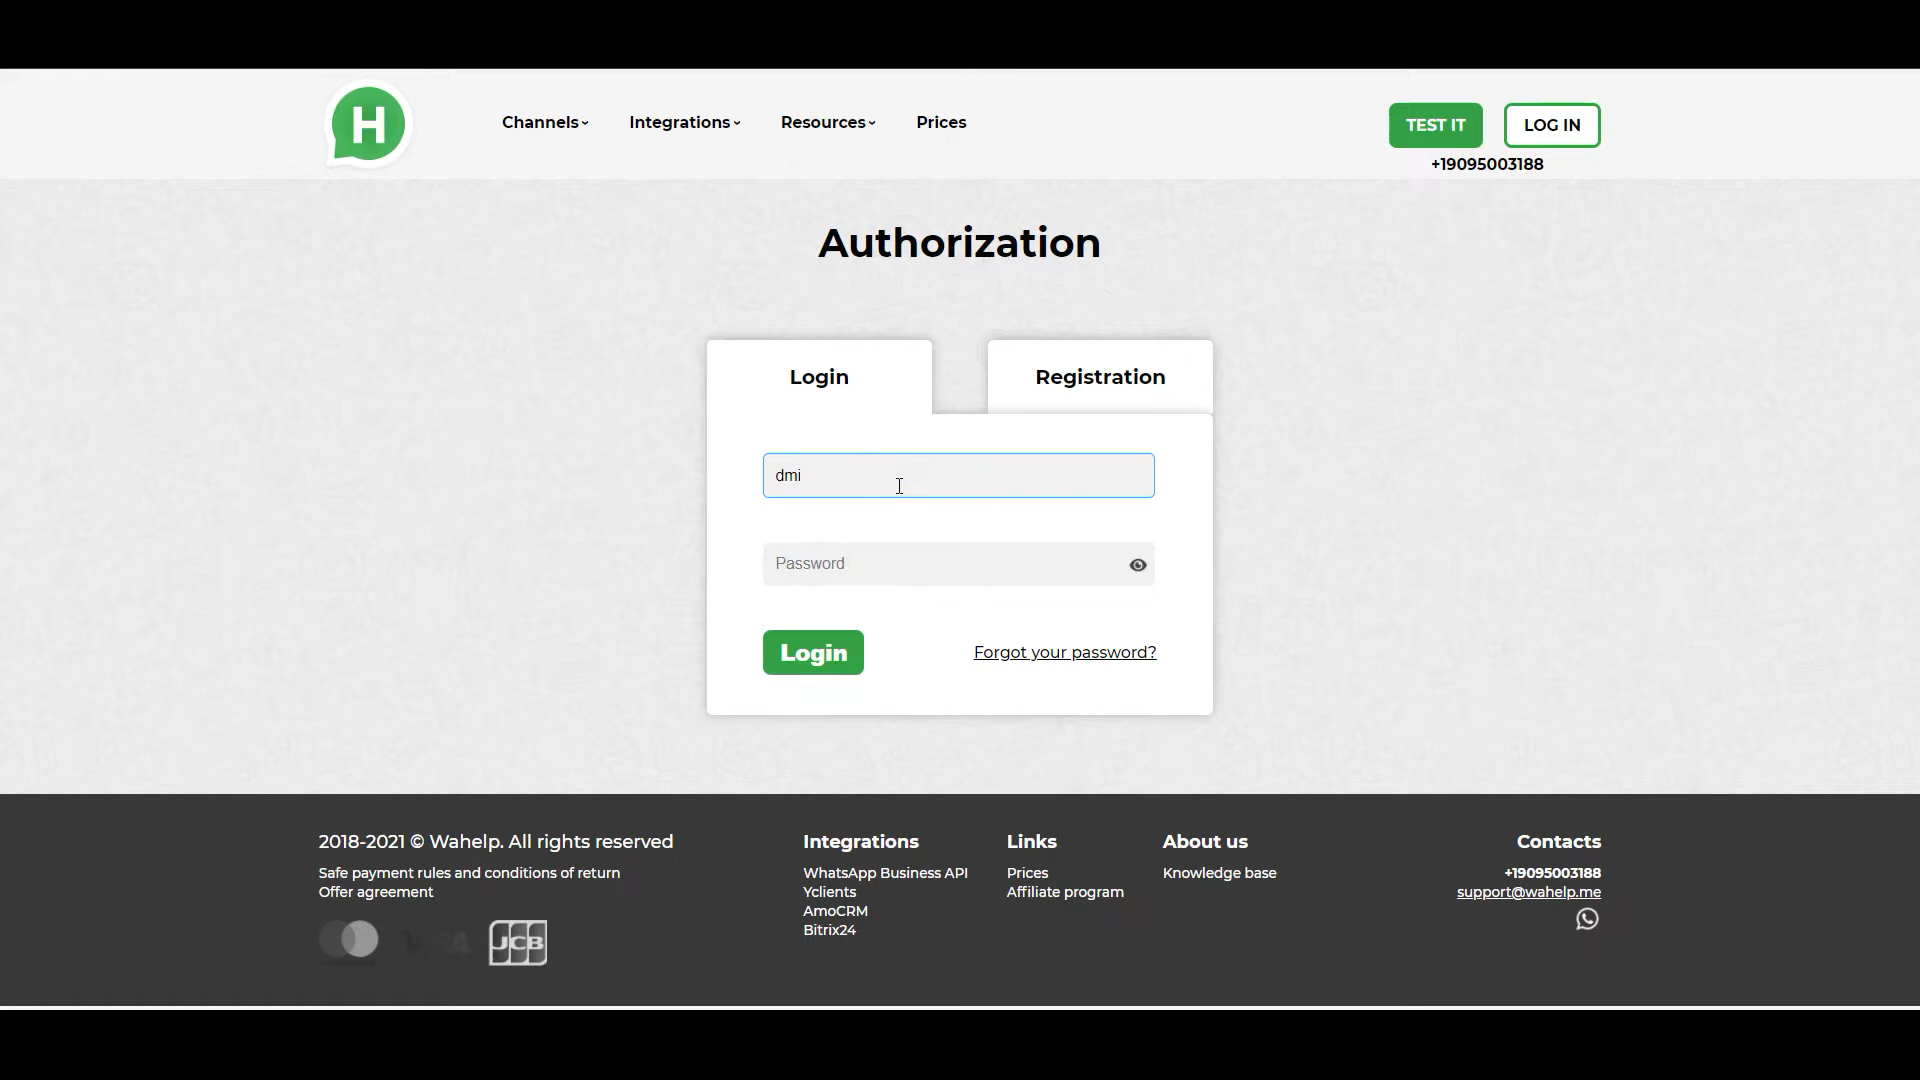 H
Channels
Integrations
Resources
Prices
TEST IT
LOG IN
+19095003188
Authorization
Login
Registration
dmi
Password
Login
Forgot your password?
2018-2021 © Wahelp. All rights reserved
Safe payment rules and conditions of return
Offer agreement
VISA
JCB
Integrations
WhatsApp Business API
Yclients
AmoCRM
Bitrix24
Links
Prices
Affiliate program
About us
Knowledge base
Contacts
+19095003188
support@wahelp.me